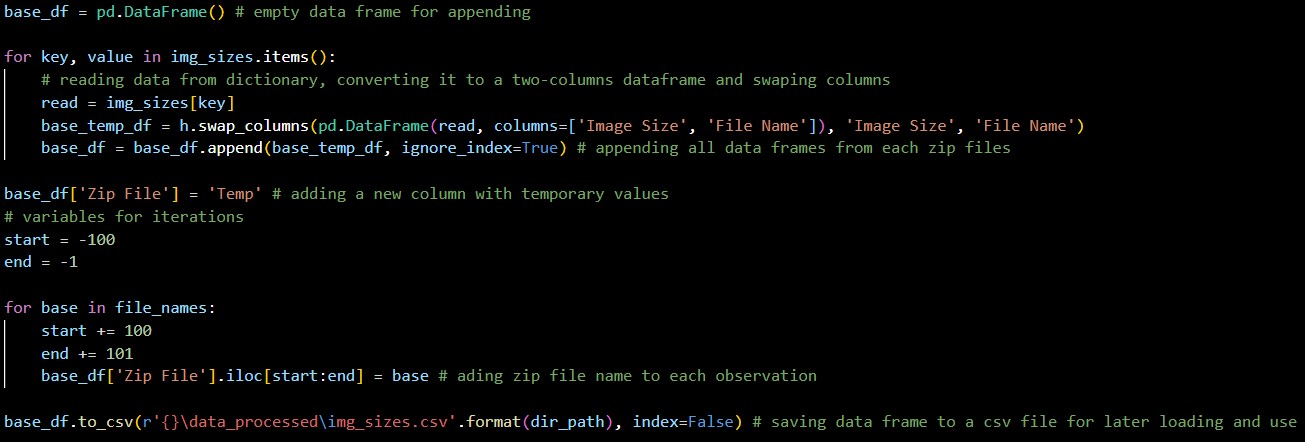 base_df = pd.DataFrame() # empty data frame for appending
for key, value in img_sizes.items():
# reading data from dictionary, converting it to a two-columns dataframe and swaping columns
read = img_sizes[key]
base_temp_df = h.swap_columns(pd.DataFrame(read, columns=['Image Size', 'File Name']), 'Image Size', 'File Name')
base_df = base_df.append(base_temp_df, ignore_index=True) # appending all data frames from each zip files
base_df['Zip File'] = 'Temp' # adding a new column with temporary values
# variables for iterations
start = -100
end = -1
for base in file_names:
start += 100
end += 101
base_df['Zip File'].iloc[start:end] = base # ading zip file name to each observation
base_df.to_csv(r'{}\data_processed\img_sizes.csv'.format(dir_path), index=False) # saving data frame to a csv file for later loading and use